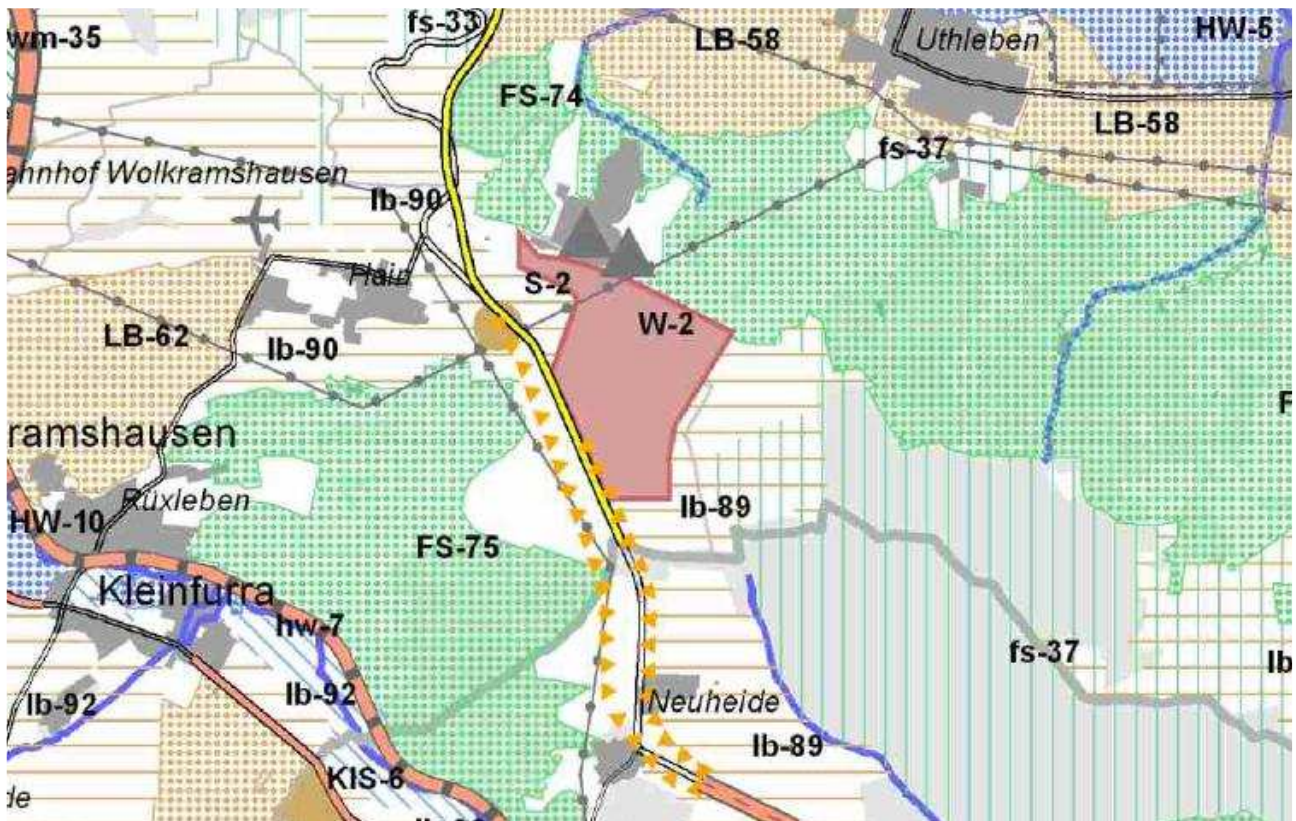 fs-33
wm-35
LB-58
Uthleben
HW-5
FS-74
LB-58
fs-37
ahnhof Wolkramshausen
lb-90
Hain
S-2
W-2
LB-62
lb-90
F
ramshausen
Rüxleben
lb-89
HW-10
FS-75
Kleinfurra
hw-7
fs-37
lb
lb-92
Neuheide
lb-92
lb-89
KIS-6
de